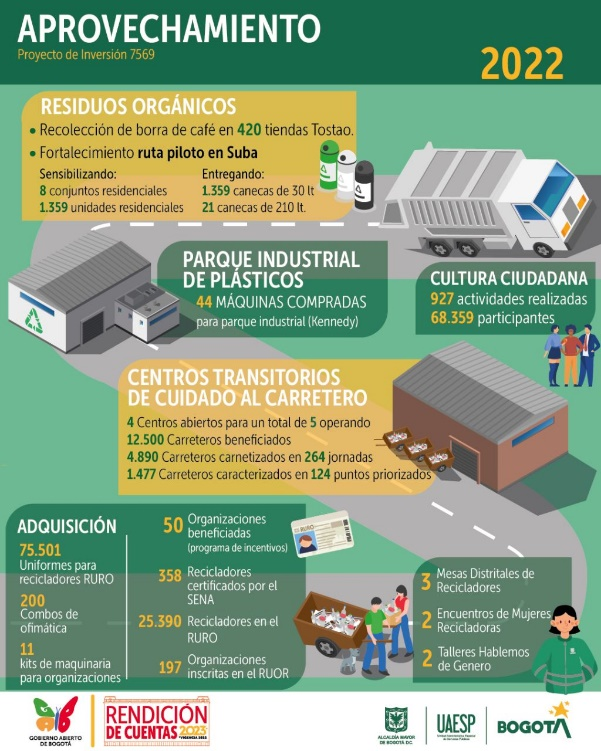 APROVECHAMIENTO
Proyecto de Inversión 7569
2022
RESIDUOS ORGÁNICOS
• Recolección de borra de café en 420 tiendas Tostao.
• Fortalecimiento ruta piloto en Suba
Sensibilizando:
8 conjuntos residenciales
1.359 unidades residenciales
Entregando:
1.359 canecas de 30 lt
21 canecas de 210 lt.
PARQUE INDUSTRIAL
DE PLÁSTICOS
44 MÁQUINAS COMPRADAS
para parque industrial (Kennedy)
CULTURA CIUDADANA
927 actividades realizadas
68.359 participantes
CENTROS TRANSITORIOS
DE CUIDADO AL CARRETERO
4 Centros abiertos para un total de 5 operando
12.500 Carreteros beneficiados
4.890 Carreteros carnetizados en 264 jornadas
1.477 Carreteros caracterizados en 124 puntos priorizados
ADQUISICIÓN
75.501
Uniformes para
recicladores RURO
200
Combos de
ofimática
11
kits de maquinaria
para organizaciones
50 Organizaciones
beneficiadas
(programa de incentivos)
358 Recicladores
certificados por el
SENA
25.390 Recicladores en el
RURO
197 Organizaciones
inscritas en el RUOR
RURO
3 Mesas Distritales de
Recicladores
2 Encuentros de Mujeres
Recicladoras
2 Talleres Hablemos
de Genero
GOBIERNO ABIERTO
DE BOGOTÁ
RENDICIÓN
DE CUENTAS 2023
VIGENCIA 2022
ALCALDÍA MAYOR
DE BOGOTÁ D.C.
UAESP
BOGOTÁ